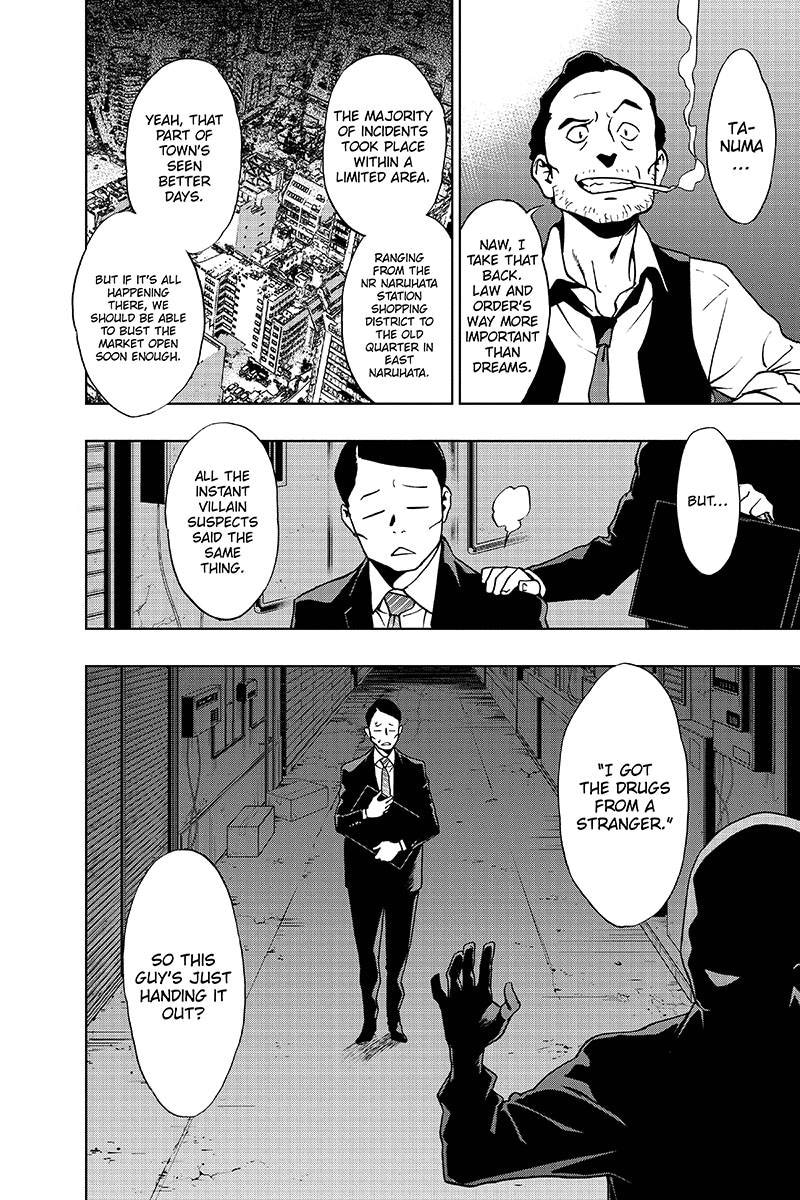 TA-
NUMA
...
NAW, I
TAKE THAT
BACK.
LAW AND
ORDER'S
WAY MORE
IMPORTANT
THAN
DREAMS.
THE MAJORITY
OF INCIDENTS
TOOK PLACE
WITHIN A
LIMITED AREA.
RANGING
FROM THE
NR NARUHATA
STATION
SHOPPING
DISTRICT TO
THE OLD
QUARTER IN
EAST
NARUHATA.
YEAH, THAT
PART OF
TOWN'S
SEEN
BETTER
DAYS.
BUT IF IT'S ALL
HAPPENING
THERE, WE
SHOULD BE ABLE
TO BUST THE
MARKET OPEN
SOON ENOUGH.
BUT...
ALL THE
INSTANT
VILLAIN
SUSPECTS
SAID THE
SAME
THING.
"I GOT
THE DRUGS
FROM A
STRANGER."
SO THIS
GUY'S JUST
HANDING IT
OUT?